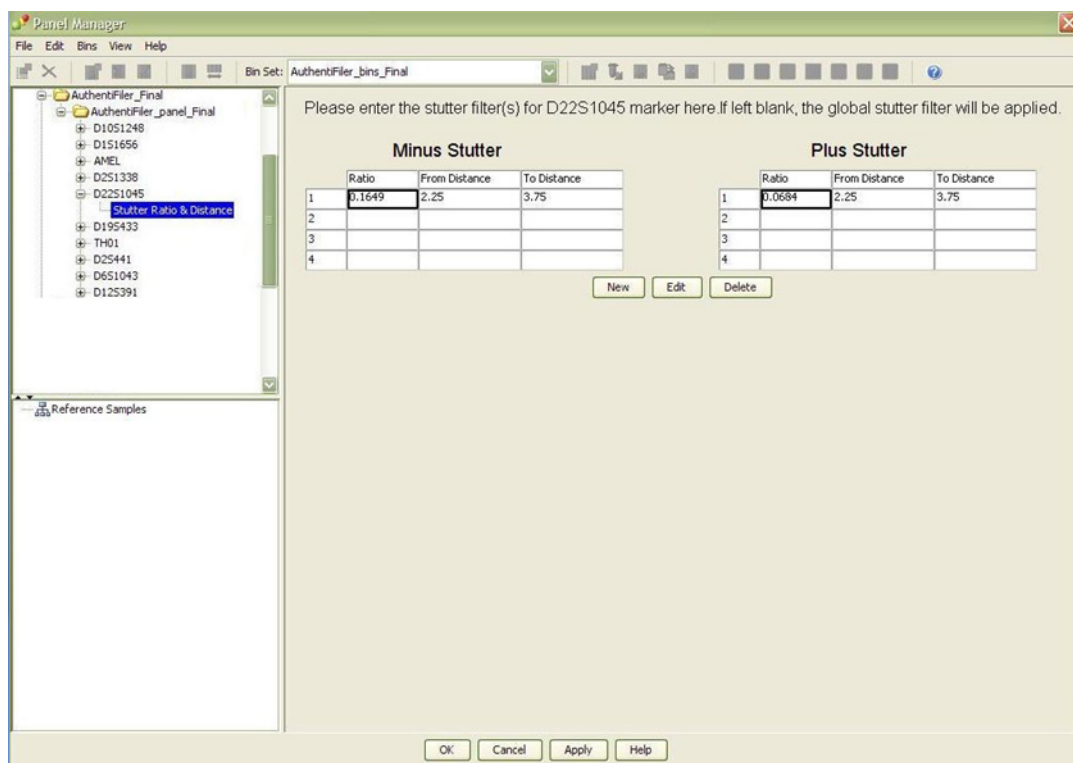 Panel Manager
File Edit Bins View Help
Bin Set: AuthentiFiler_bins_Final
AuthentiFiler_Final
AuthentiFiler_panel_Final
D10S1248
D1S1656
AMEL
D2S1338
D22S1045
Stutter Ratio & Distance
D19S433
TH01
D2S441
D6S1043
D12S391
Reference Samples
Please enter the stutter filter(s) for D22S1045 marker here.If left blank, the global stutter filter will be applied.
Minus Stutter
Ratio From Distance To Distance
1 0.1649 2.25 3.75
2
3
4
Plus Stutter
Ratio From Distance To Distance
1 0.0684 2.25 3.75
2
3
4
New Edit Delete
OK Cancel Apply Help